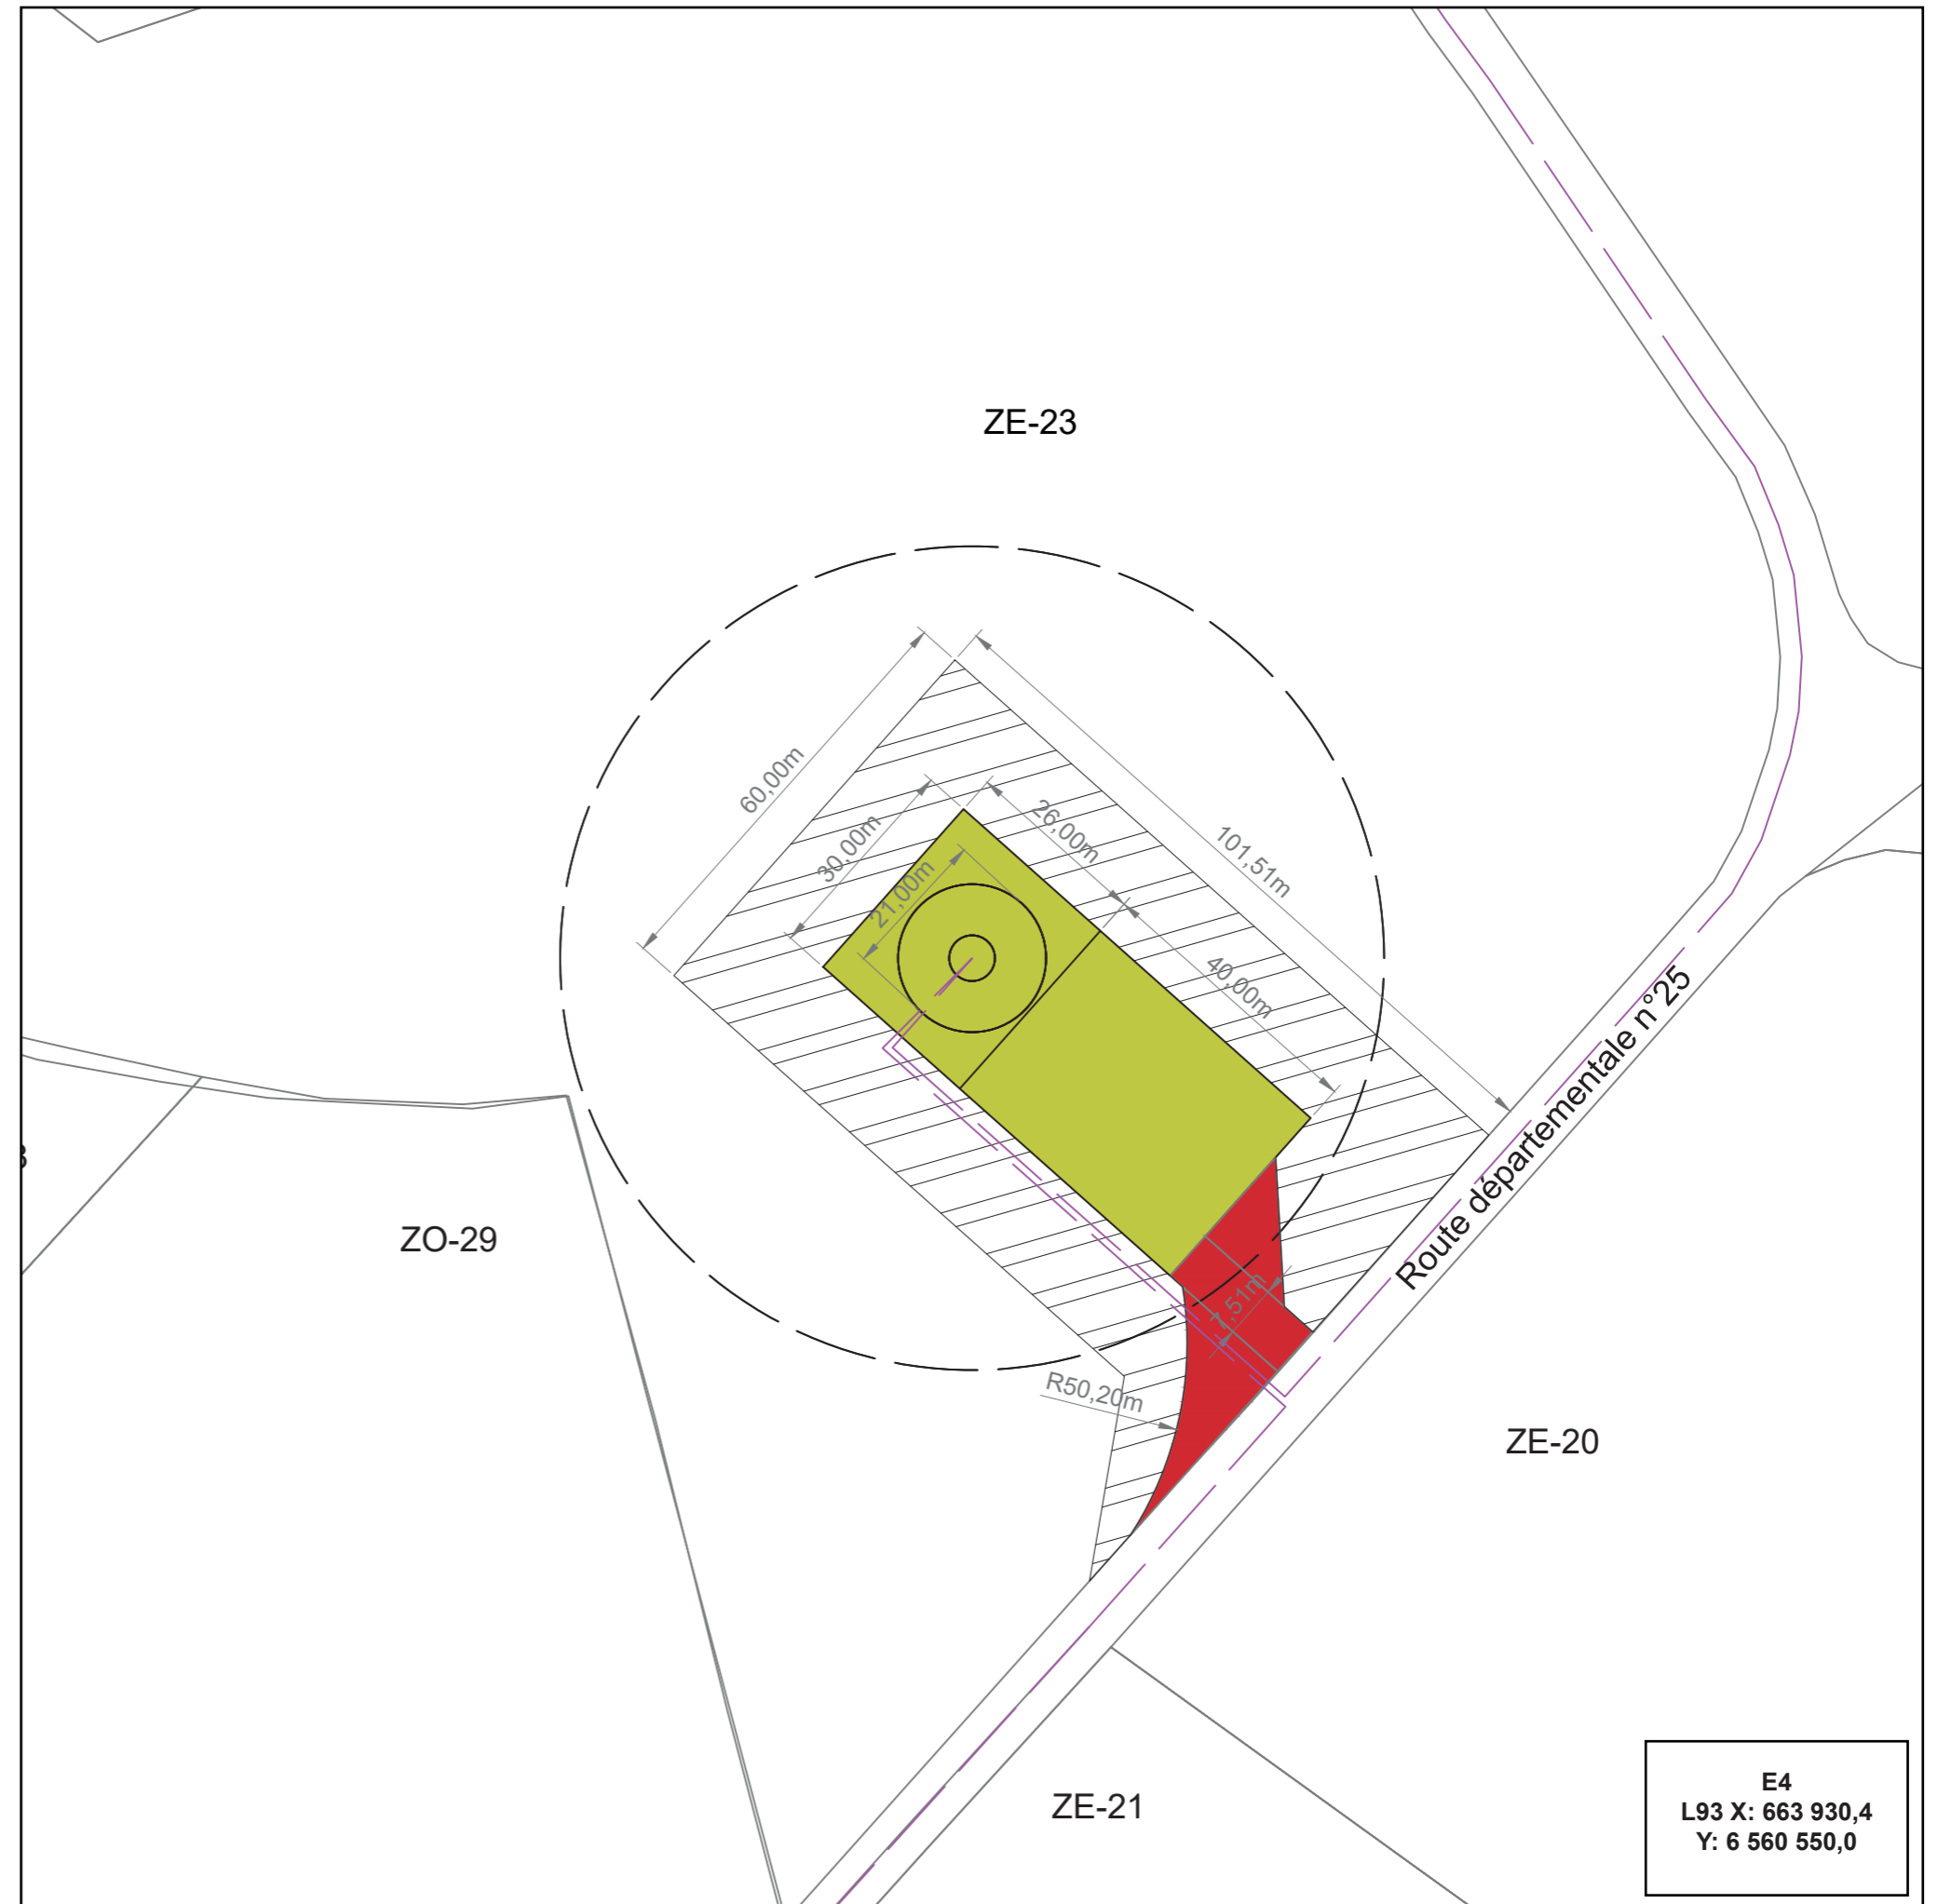 ZE-23
60,00m
30,00m
26,00m
21,00m
101,51m
40,00m
Route départementale n°25
ZO-29
R50,20m
ZE-20
ZE-21
E4
L93 X: 663 930,4
Y: 6 560 550,0